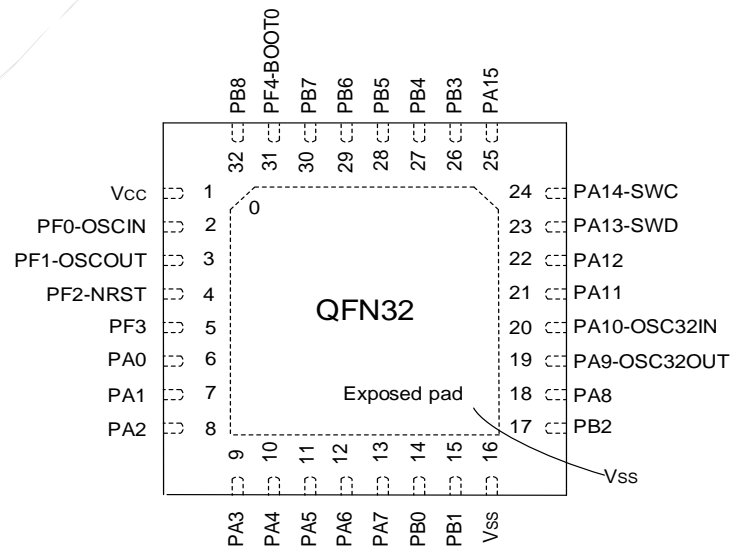 PB8
PF4-BOOT0
PB7
PB6
PB5
PB4
PB3
PA15
32
31
30
29
28
27
26
25
Vcc 1
PF0-OSCIN 2
PF1-OSCOUT 3
PF2-NRST 4
PF3 5
PA0 6
PA1 7
PA2 8
0
QFN32
Exposed pad
24 PA14-SWC
23 PA13-SWD
22 PA12
21 PA11
20 PA10-OSC32IN
19 PA9-OSC32OUT
18 PA8
17 PB2
Vss
9
10
11
12
13
14
15
16
PA3
PA4
PA5
PA6
PA7
PB0
PB1
Vss